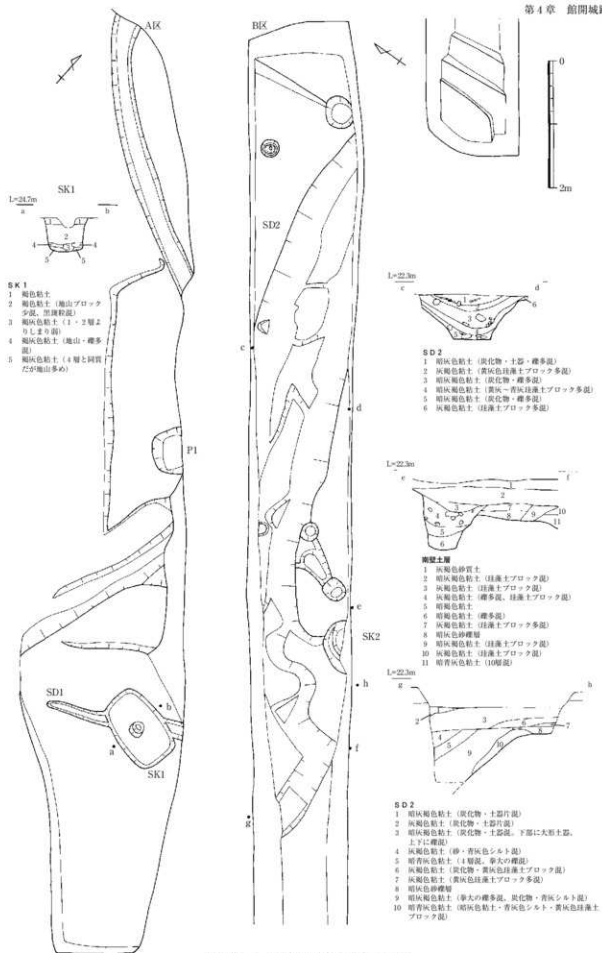 第4章 館開城
A区
B区
0
2m
SK1
L=24.7m
a b
2
4 3 4
5 5
SK1
1 褐色粘土
2 褐色粘土（地山ブロック
少混、黒斑粒混）
3 褐灰色粘土（1・2層よ
りしまり弱）
4 褐灰色粘土（地山・礫多
混）
5 褐灰色粘土（4層と同質
だが地山多め）
SD2
c
d
P1
e
SK2
h
f
g
SD1
b
a
SK1
L=22.3m
c d
SD2
1 暗灰色粘土（炭化物・土器・礫多混）
2 灰褐色粘土（黄灰色珪藻土ブロック多混）
3 暗灰褐色粘土（炭化物・礫多混）
4 暗灰褐色粘土（黄灰～青灰珪藻土ブロック多混）
5 暗灰褐色粘土（炭化物・礫多混）
6 灰褐色粘土（珪藻土ブロック多混）
L=22.3m
e f
南壁土層
1 灰褐色砂質土
2 暗灰褐色粘土（珪藻土ブロック混）
3 灰褐色粘土（礫多混）
4 灰褐色粘土（礫多混、珪藻土ブロック混）
5 暗褐色粘土
6 暗褐色粘土（礫多混）
7 灰褐色粘土（珪藻土ブロック多混）
8 暗灰色砂礫層
9 暗灰褐色粘土（珪藻土ブロック混）
10 灰褐色粘土（珪藻土ブロック混）
11 暗青灰色粘土（10層混）
L=22.3m
g h
SD2
1 暗灰褐色粘土（炭化物・土器片混）
2 灰褐色粘土（炭化物・土器片混）
3 暗灰褐色粘土（炭化物・土器混、下部に大形土器、
上下に礫混）
4 灰褐色粘土（砂・青灰色シルト混）
5 暗青灰色粘土（4層混、拳大の礫混）
6 灰褐色粘土（炭化物・黄灰色珪藻土ブロック混）
7 灰褐色粘土（黄灰色珪藻土ブロック多混）
8 暗灰色砂礫層
9 暗灰褐色粘土（拳大の礫多混、炭化物・青灰シルト混）
10 暗青灰色粘土（暗灰色粘土・青灰色シルト・黄灰色珪藻土
ブロック混）